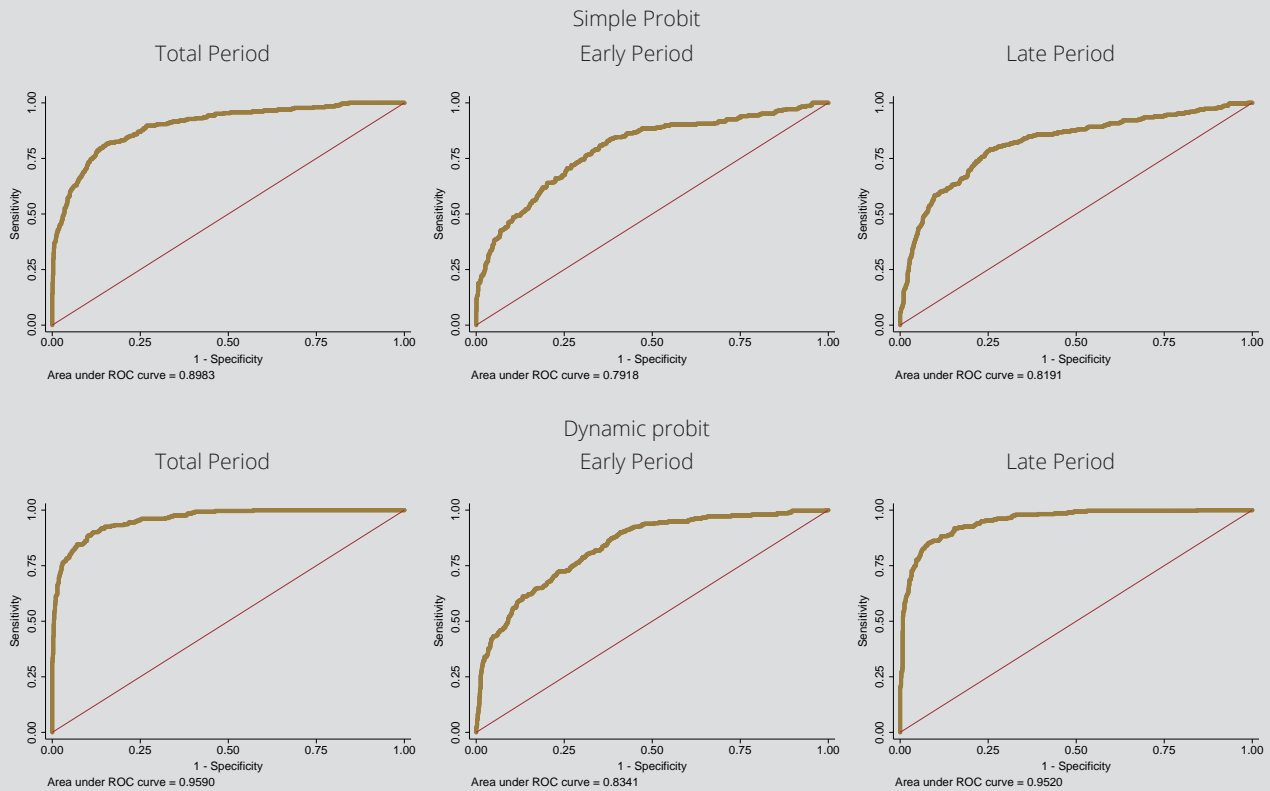 Simple Probit
Total Period
Early Period
Late Period
Sensitivity
1.00
0.75
0.50
0.25
0.00
0.00 0.25 0.50 0.75 1.00
1 - Specificity
Area under ROC curve = 0.8983
Sensitivity
1.00
0.75
0.50
0.25
0.00
0.00 0.25 0.50 0.75 1.00
1 - Specificity
Area under ROC curve = 0.7918
Sensitivity
1.00
0.75
0.50
0.25
0.00
0.00 0.25 0.50 0.75 1.00
1 - Specificity
Area under ROC curve = 0.8191
Dynamic probit
Total Period
Early Period
Late Period
Sensitivity
1.00
0.75
0.50
0.25
0.00
0.00 0.25 0.50 0.75 1.00
1 - Specificity
Area under ROC curve = 0.9590
Sensitivity
1.00
0.75
0.50
0.25
0.00
0.00 0.25 0.50 0.75 1.00
1 - Specificity
Area under ROC curve = 0.8341
Sensitivity
1.00
0.75
0.50
0.25
0.00
0.00 0.25 0.50 0.75 1.00
1 - Specificity
Area under ROC curve = 0.9520